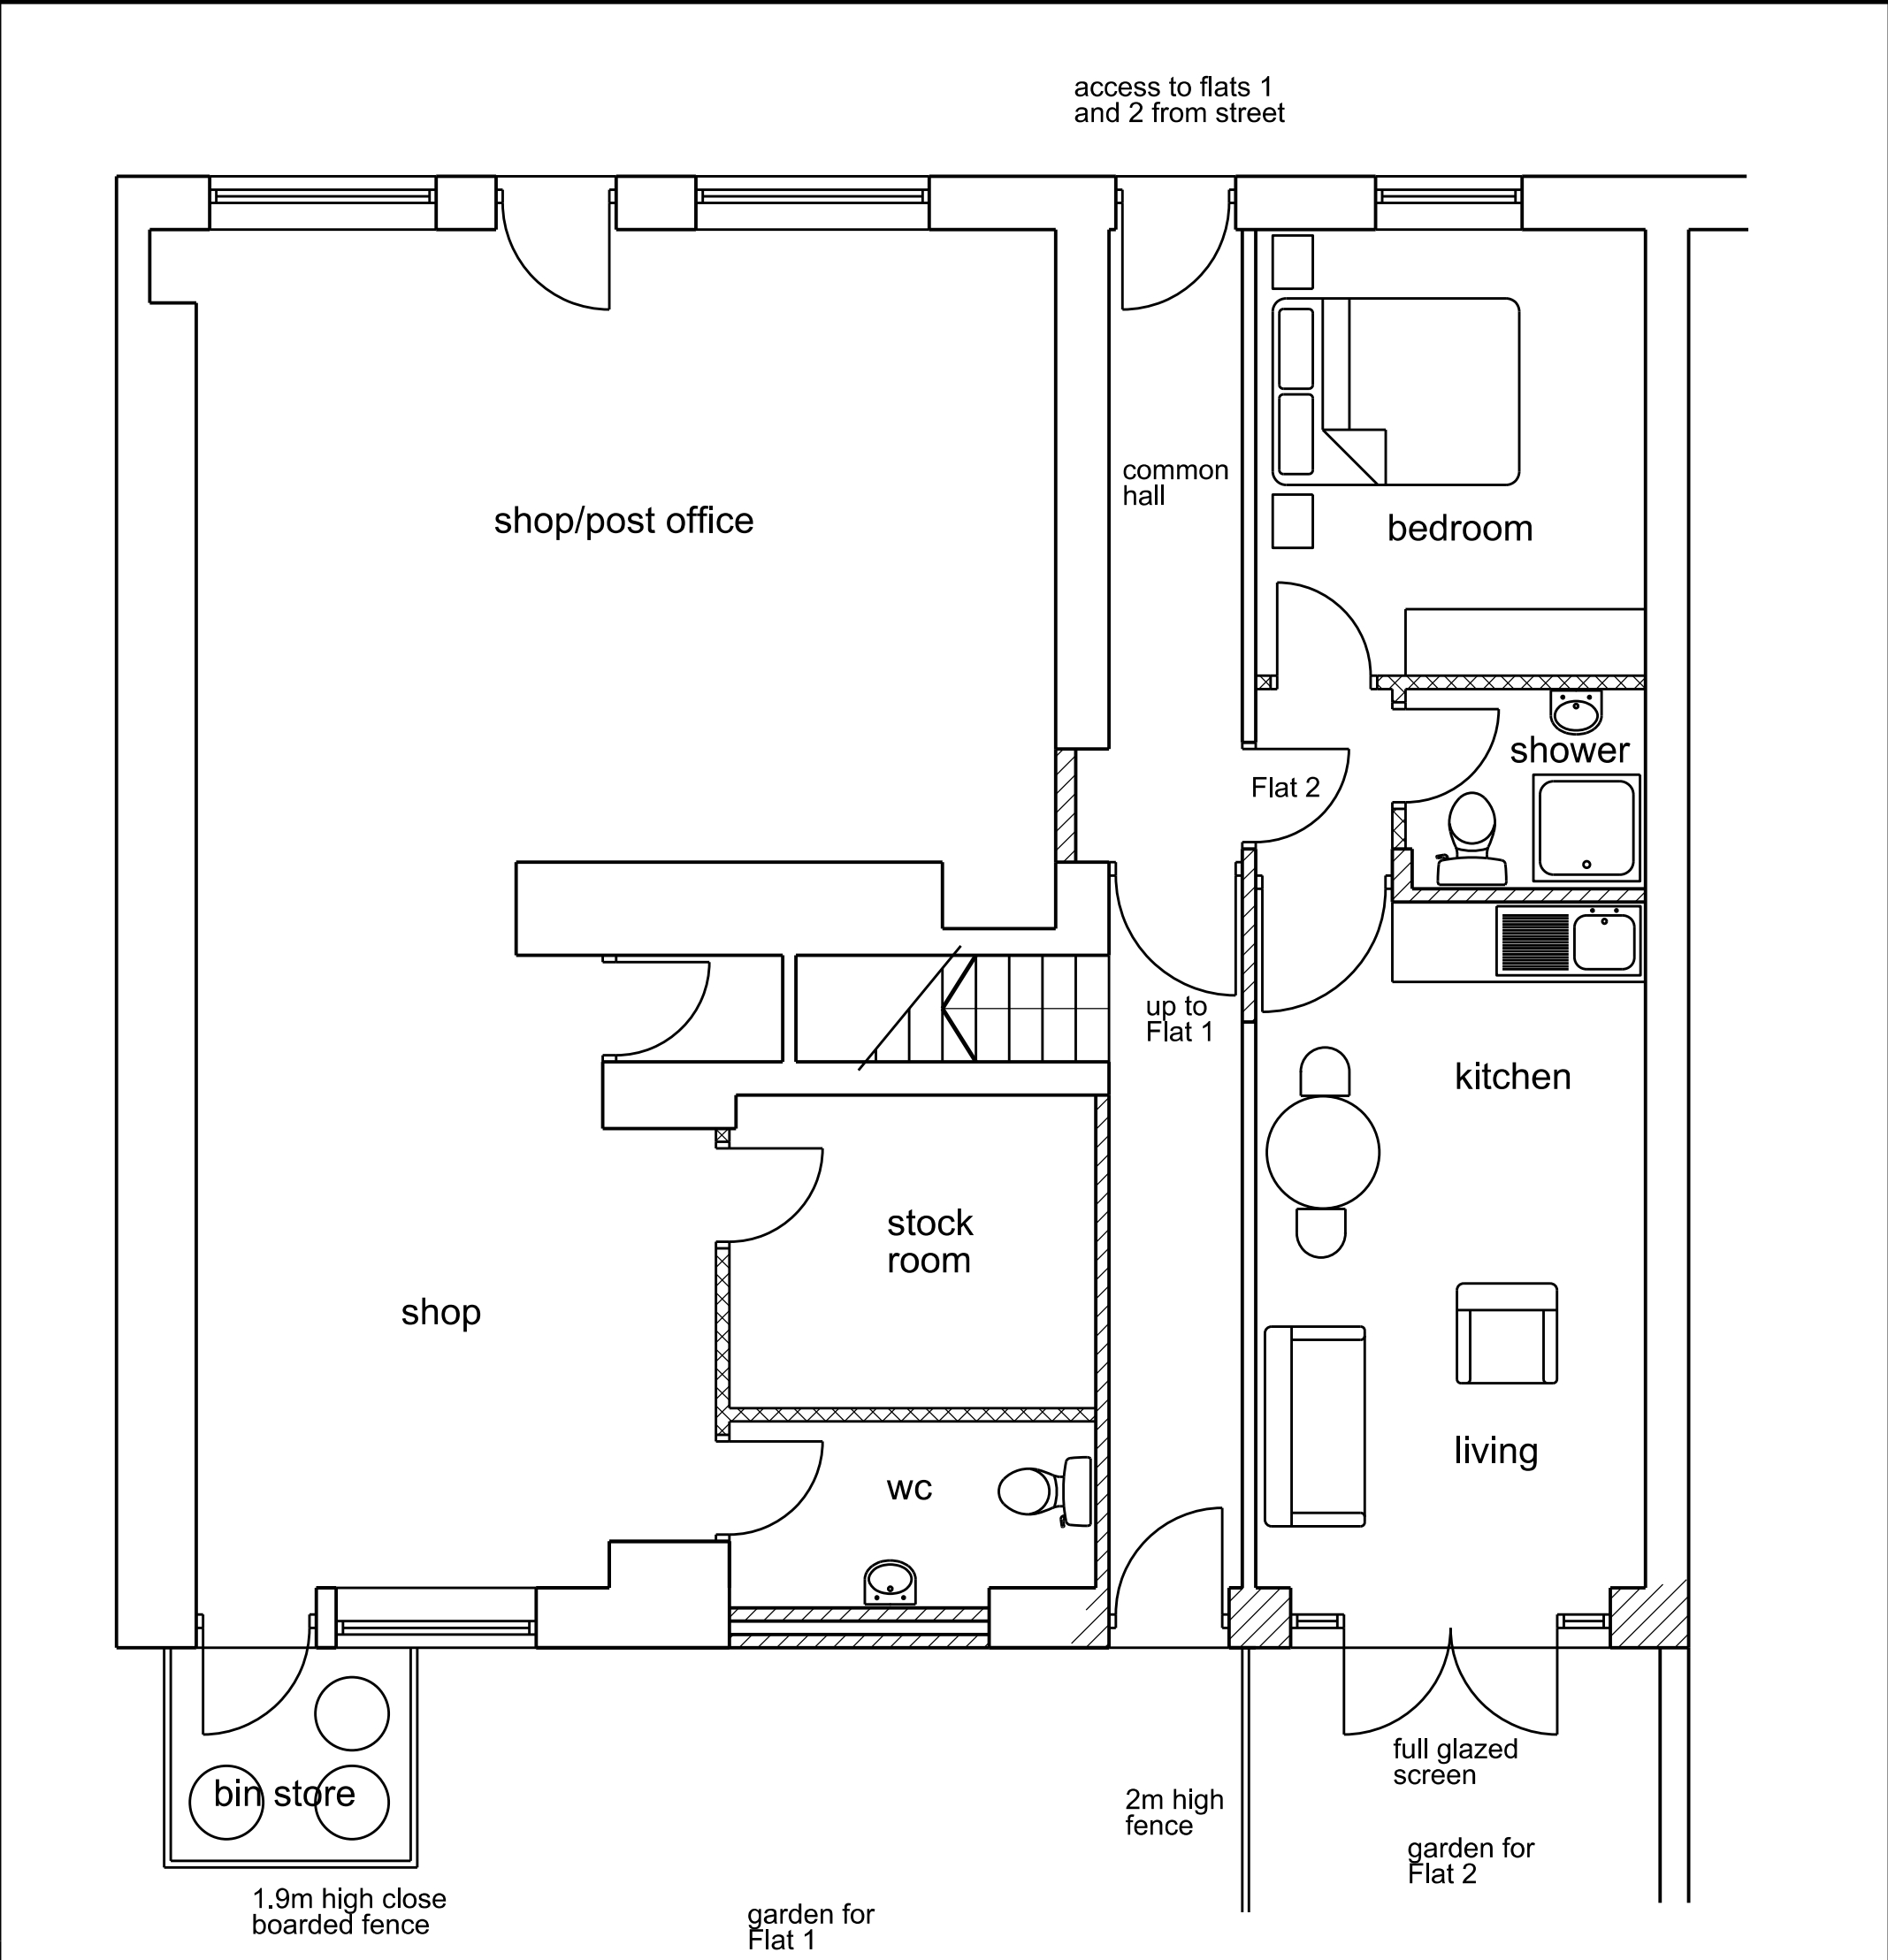 access to flats 1
and 2 from street
common
hall
shop/post office
bedroom
shower
Flat 2
up to
Flat 1
kitchen
stock
room
shop
living
wc
full glazed
screen
bin store
2m high
fence
garden for
Flat 2
1.9m high close
boarded fence
garden for
Flat 1